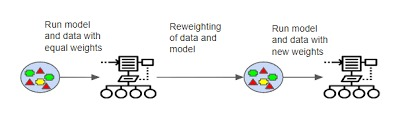 Run model
and data with
equal weights
Reweighting
of data and
model
Run model
and data with
new weights